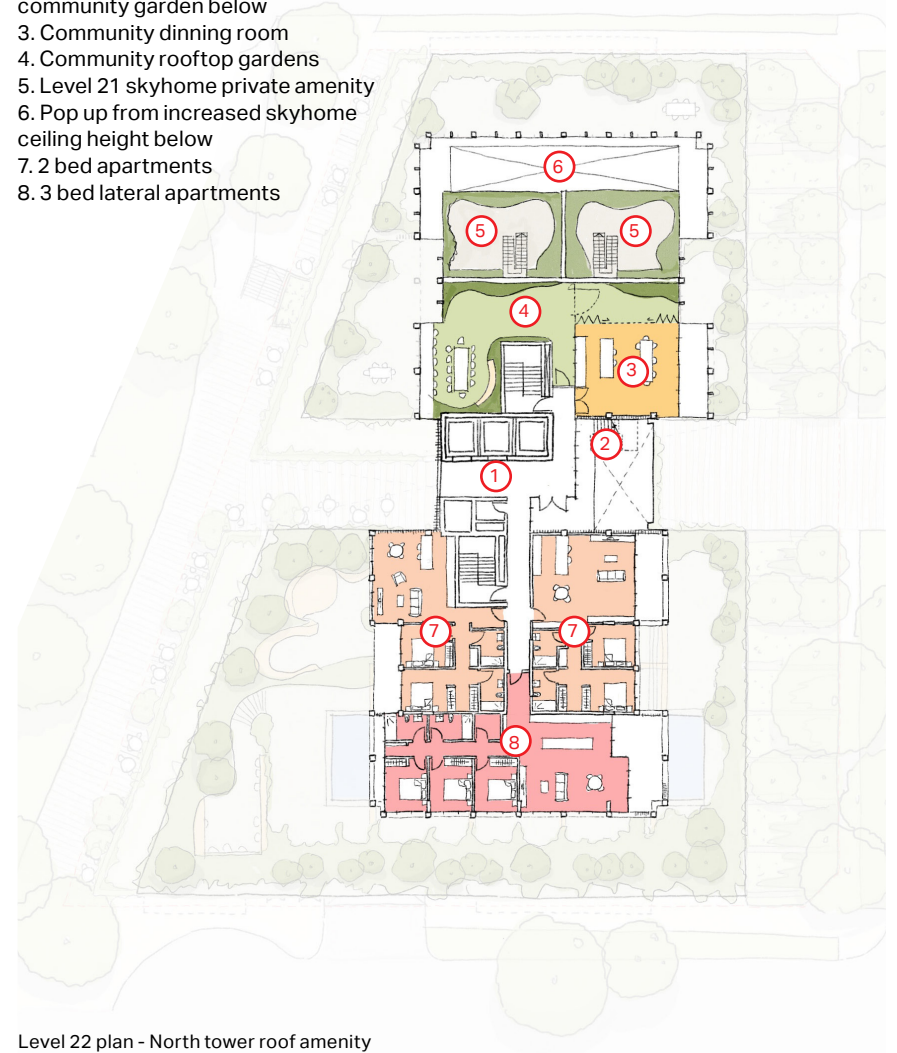 community garden below
3. Community dinning room
4. Community rooftop gardens
5. Level 21 skyhome private amenity
6. Pop up from increased skyhome
ceiling height below
7. 2 bed apartments
8. 3 bed lateral apartments
6
5
5
4
3
2
1
7
7
8
Level 22 plan - North tower roof amenity